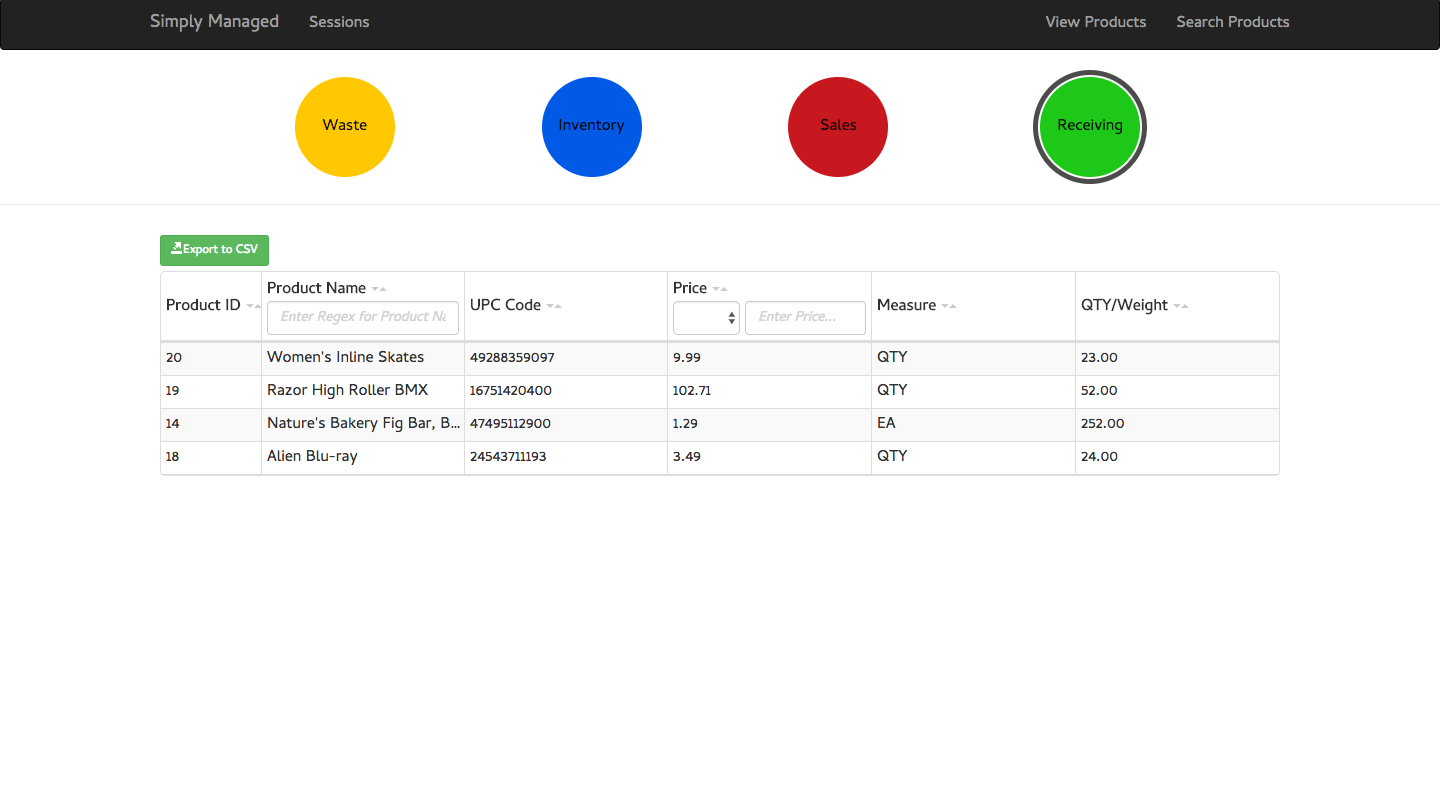 Simply Managed Sessions View Products Search Products
Waste Inventory Sales Receiving
Export to CSV
Product ID Product Name UPC Code Price Measure QTY/Weight
Enter Regex for Product Na Enter Price...
20 Women's Inline Skates 49288359097 9.99 QTY 23.00
19 Razor High Roller BMX 16751420400 102.71 QTY 52.00
14 Nature's Bakery Fig Bar, B... 47495112900 1.29 EA 252.00
18 Alien Blu-ray 24543711193 3.49 QTY 24.00